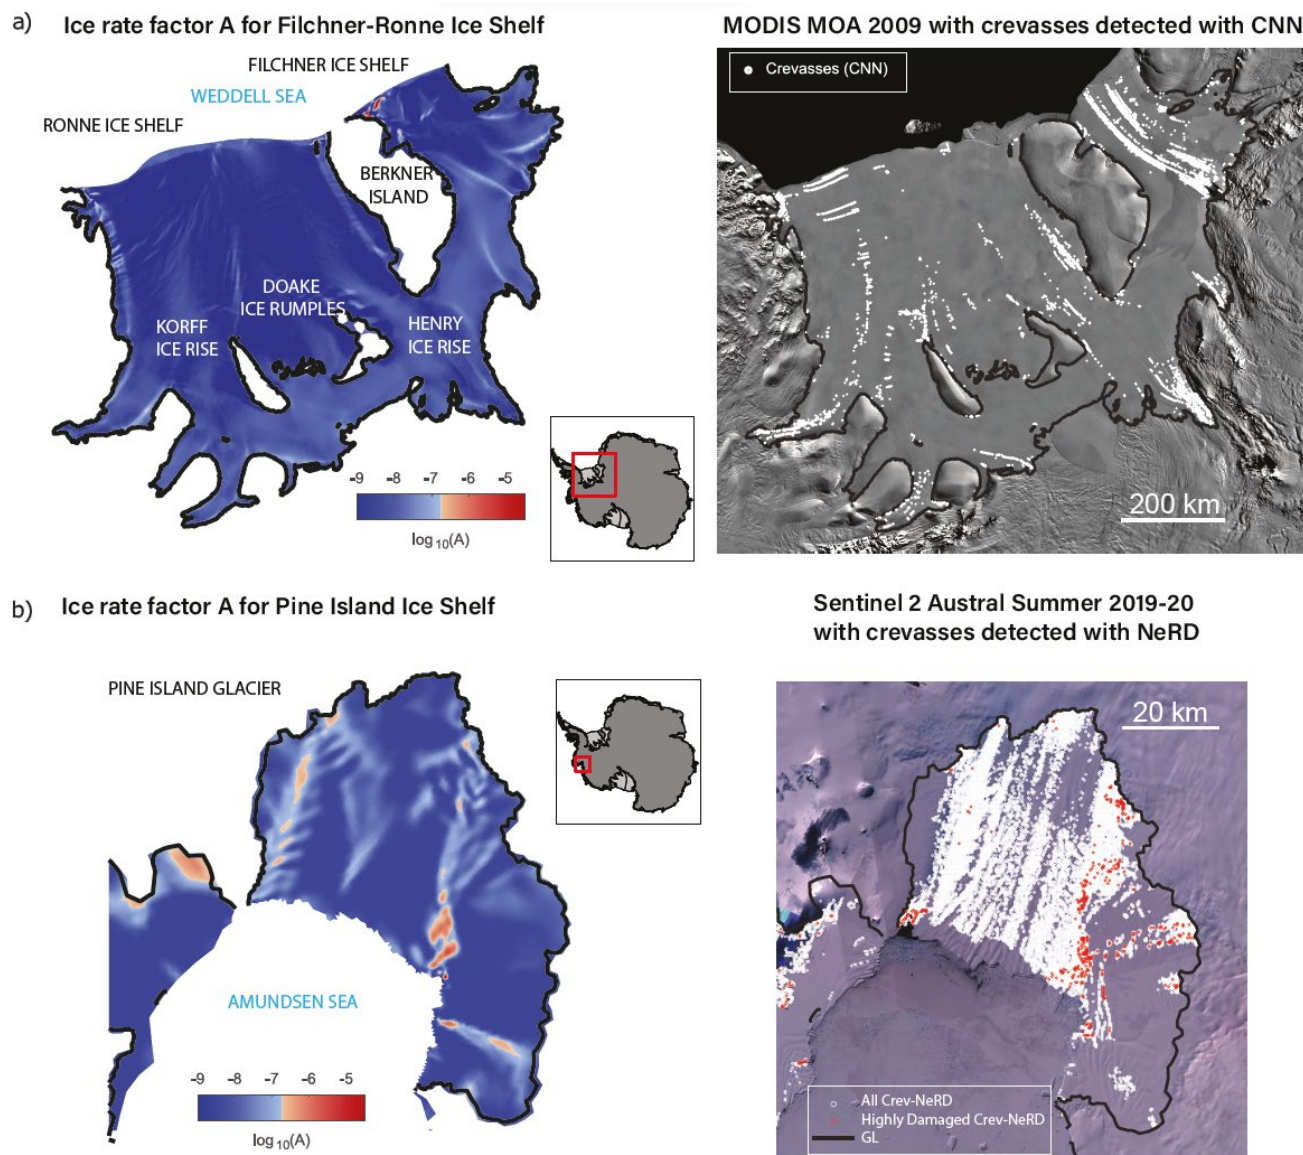 a)
Ice rate factor A for Filchner-Ronne Ice Shelf
MODIS MOA 2009 with crevasses detected with CNN
FILCHNER ICE SHELF
WEDDELL SEA
RONNE ICE SHELF
BERKNER
ISLAND
DOAKE
ICE RUMPLES
KORFF
ICE RISE
HENRY
ICE RISE
-9 -8 -7 -6 -5
log10(A)
Crevasses (CNN)
200 km
b)
Ice rate factor A for Pine Island Ice Shelf
Sentinel 2 Austral Summer 2019-20
with crevasses detected with NeRD
PINE ISLAND GLACIER
AMUNDSEN SEA
-9 -8 -7 -6 -5
log10(A)
20 km
All Crev-NeRD
Highly Damaged Crev-NeRD
GL